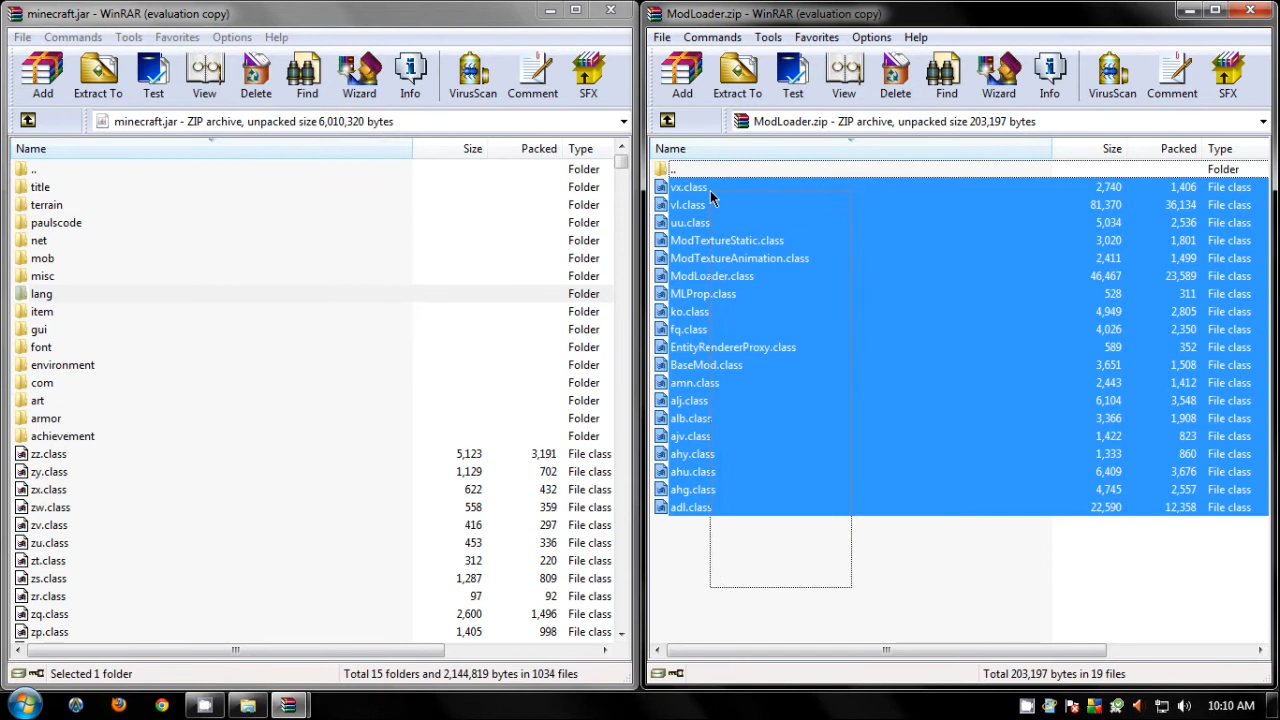 minecraft.jar - WinRAR (evaluation copy)
File Commands Tools Favorites Options Help
Add Extract To Test View Delete Find Wizard Info VirusScan Comment SFX
minecraft.jar - ZIP archive, unpacked size 6,010,320 bytes
Name Size Packed Type
.. Folder
title Folder
terrain Folder
paulscode Folder
net Folder
mob Folder
misc Folder
lang Folder
item Folder
gui Folder
font Folder
environment Folder
com Folder
art Folder
armor Folder
achievement Folder
zz.class 5,123 3,191 File class
zy.class 1,129 702 File class
zx.class 622 432 File class
zw.class 558 359 File class
zv.class 416 297 File class
zu.class 453 336 File class
zt.class 312 220 File class
zs.class 1,287 809 File class
zr.class 97 92 File class
zq.class 2,600 1,496 File class
zp.class 1,405 998 File class
Selected 1 folder Total 15 folders and 2,144,819 bytes in 1034 files
ModLoader.zip - WinRAR (evaluation copy)
File Commands Tools Favorites Options Help
Add Extract To Test View Delete Find Wizard Info VirusScan Comment SFX
ModLoader.zip - ZIP archive, unpacked size 203,197 bytes
Name Size Packed Type
.. Folder
vx.class 2,740 1,406 File class
vl.class 81,370 36,134 File class
uu.class 5,034 2,536 File class
ModTextureStatic.class 3,020 1,801 File class
ModTextureAnimation.class 2,411 1,499 File class
ModLoader.class 46,467 23,589 File class
MLProp.class 528 311 File class
ko.class 4,949 2,805 File class
fq.class 4,026 2,350 File class
EntityRendererProxy.class 589 352 File class
BaseMod.class 3,651 1,508 File class
amn.class 2,443 1,412 File class
alj.class 6,104 3,548 File class
alb.class 3,366 1,908 File class
ajv.class 1,422 823 File class
ahy.class 1,333 860 File class
ahu.class 6,409 3,676 File class
ahg.class 4,745 2,557 File class
adl.class 22,590 12,358 File class
Total 203,197 bytes in 19 files
10:10 AM